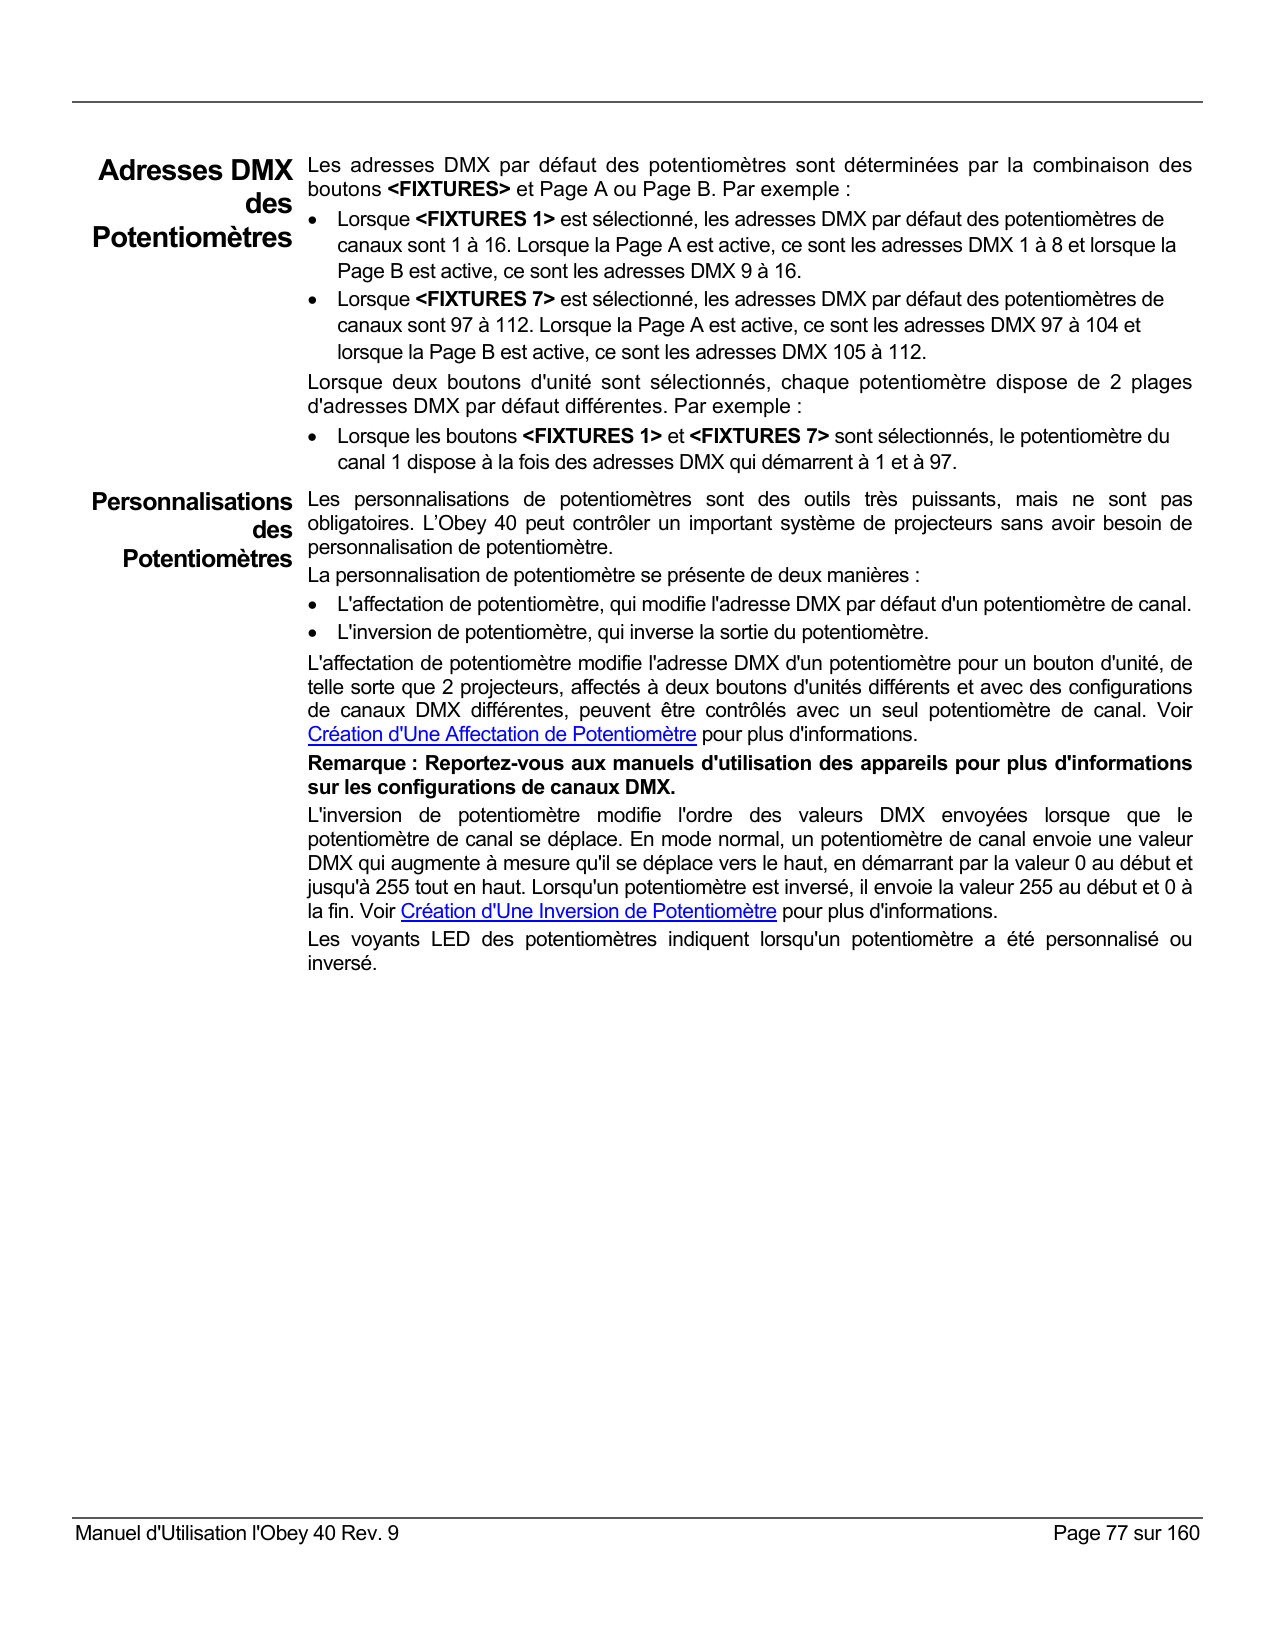 Adresses DMX
des
Potentiomètres
Les adresses DMX par défaut des potentiomètres sont déterminées par la combinaison des
boutons <FIXTURES> et Page A ou Page B. Par exemple :
• Lorsque <FIXTURES 1> est sélectionné, les adresses DMX par défaut des potentiomètres de
canaux sont 1 à 16. Lorsque la Page A est active, ce sont les adresses DMX 1 à 8 et lorsque la
Page B est active, ce sont les adresses DMX 9 à 16.
• Lorsque <FIXTURES 7> est sélectionné, les adresses DMX par défaut des potentiomètres de
canaux sont 97 à 112. Lorsque la Page A est active, ce sont les adresses DMX 97 à 104 et
lorsque la Page B est active, ce sont les adresses DMX 105 à 112.
Lorsque deux boutons d'unité sont sélectionnés, chaque potentiomètre dispose de 2 plages
d'adresses DMX par défaut différentes. Par exemple :
• Lorsque les boutons <FIXTURES 1> et <FIXTURES 7> sont sélectionnés, le potentiomètre du
canal 1 dispose à la fois des adresses DMX qui démarrent à 1 et à 97.
Personnalisations
des
Potentiomètres
Les personnalisations de potentiomètres sont des outils très puissants, mais ne sont pas
obligatoires. L’Obey 40 peut contrôler un important système de projecteurs sans avoir besoin de
personnalisation de potentiomètre.
La personnalisation de potentiomètre se présente de deux manières :
• L'affectation de potentiomètre, qui modifie l'adresse DMX par défaut d'un potentiomètre de canal.
• L'inversion de potentiomètre, qui inverse la sortie du potentiomètre.
L'affectation de potentiomètre modifie l'adresse DMX d'un potentiomètre pour un bouton d'unité, de
telle sorte que 2 projecteurs, affectés à deux boutons d'unités différents et avec des configurations
de canaux DMX différentes, peuvent être contrôlés avec un seul potentiomètre de canal. Voir
Création d'Une Affectation de Potentiomètre pour plus d'informations.
Remarque : Reportez-vous aux manuels d'utilisation des appareils pour plus d'informations
sur les configurations de canaux DMX.
L'inversion de potentiomètre modifie l'ordre des valeurs DMX envoyées lorsque que le
potentiomètre de canal se déplace. En mode normal, un potentiomètre de canal envoie une valeur
DMX qui augmente à mesure qu'il se déplace vers le haut, en démarrant par la valeur 0 au début et
jusqu'à 255 tout en haut. Lorsqu'un potentiomètre est inversé, il envoie la valeur 255 au début et 0 à
la fin. Voir Création d'Une Inversion de Potentiomètre pour plus d'informations.
Les voyants LED des potentiomètres indiquent lorsqu'un potentiomètre a été personnalisé ou
inversé.
Manuel d'Utilisation l'Obey 40 Rev. 9
Page 77 sur 160